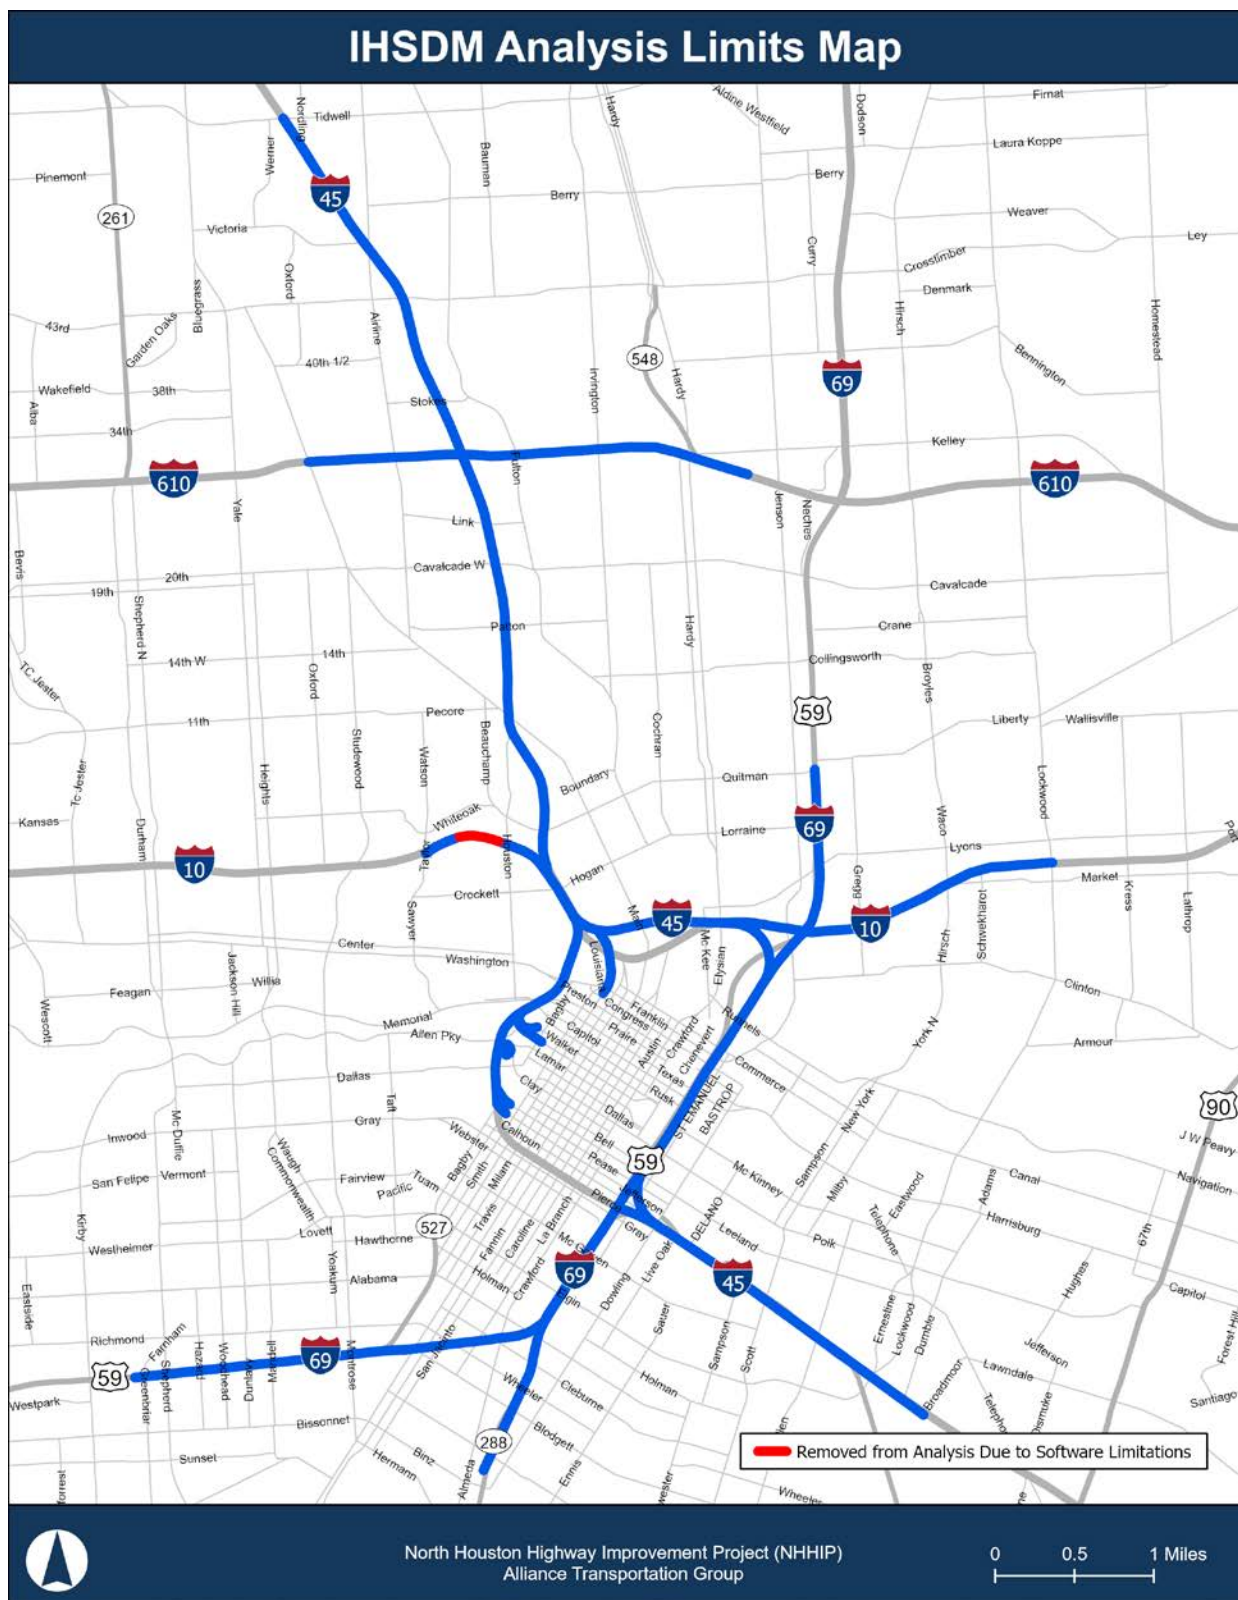 IHSDM Analysis Limits Map
Aldine Westfield
Firnat
Nordling
Tidwell
Hardy
Dodson
Werner
Bauman
Laura Koppe
Pinemont
45
Berry
Berry
261
Weaver
Victoria
Curry
Ley
Crosstimber
Oxford
Denmark
Bluegrass
Hirsch
Homestead
43rd
Garden Oaks
Airline
40th 1/2
548
Bennington
Wakefield
38th
Irvington
Hardy
69
Alba
Stokes
34th
Kelley
610
Fulton
610
Yale
Jenson
Neches
Link
Bevis
Cavalcade W
20th
19th
Cavalcade
Shepherd N
Patton
Hardy
Crane
14th W
14th
Collingsworth
TC Jester
Oxford
Broyles
59
Pecore
11th
Cochran
Liberty
Wallisville
Studewood
Watson
Beauchamp
Tc Jester
Heights
Boundary
Quitman
Lockwood
Kansas
Durham
Whiteoak
Lorraine
69
Waco
Lyons
Houston
Taylor
10
Hogan
Gregg
Market
Kress
Crockett
Schwekhardt
Lathrop
Sawyer
Main
45
10
Center
Mc Kee
Elysian
Hirsch
Washington
Louisiana
Jackson Hill
Willia
Feagan
Clinton
Wescott
Preston
Congress
Franklin
Bagby
Runnels
Memorial
Allen Pky
Capitol
Praire
Crawford
Chenevert
York N
Armour
Walker
Austin
Lamar
Commerce
Dallas
Clay
Texas
Rusk
ST EMANUEL
BASTROP
Taft
New York
90
Mc Duffie
Gray
Dallas
Inwood
Calhoun
Webster
Bell
J W Peavy
Waugh
Commonwealth
59
Pease
Mc Kinney
Sampson
San Felipe
Vermont
Fairview
Bagby
Smith
Milam
Canal
Navigation
Pacific
Tuam
Milby
Eastwood
Adams
Jefferson
Pierce
Kirby
Travis
La Branch
DELANO
Telephone
Harrisburg
527
Lovett
Gray
Leeland
67th
Hawthorne
Fannin
Caroline
Westheimer
Polk
Mc Gowen
Yoakum
Live Oak
Alabama
Holman
Crawford
69
45
Hughes
Capitol
Eastside
Elgin
Dowling
Sauer
Ernestine
Lockwood
Dumble
Forest Hill
Richmond
Farnham
69
San Jacinto
Sampson
Scott
Jefferson
59
Greenbriar
Shepherd
Hazard
Woodhead
Dunlavy
Mandell
Montrose
Holman
Lawndale
Broadmoor
Westpark
Wheeler
Cleburne
Santiago
Bissonnet
Blodgett
288
Sunset
Hermann
Binz
Almeda
Ennis
Wheeler
Removed from Analysis Due to Software Limitations
North Houston Highway Improvement Project (NHHIP)
Alliance Transportation Group
0 0.5 1 Miles